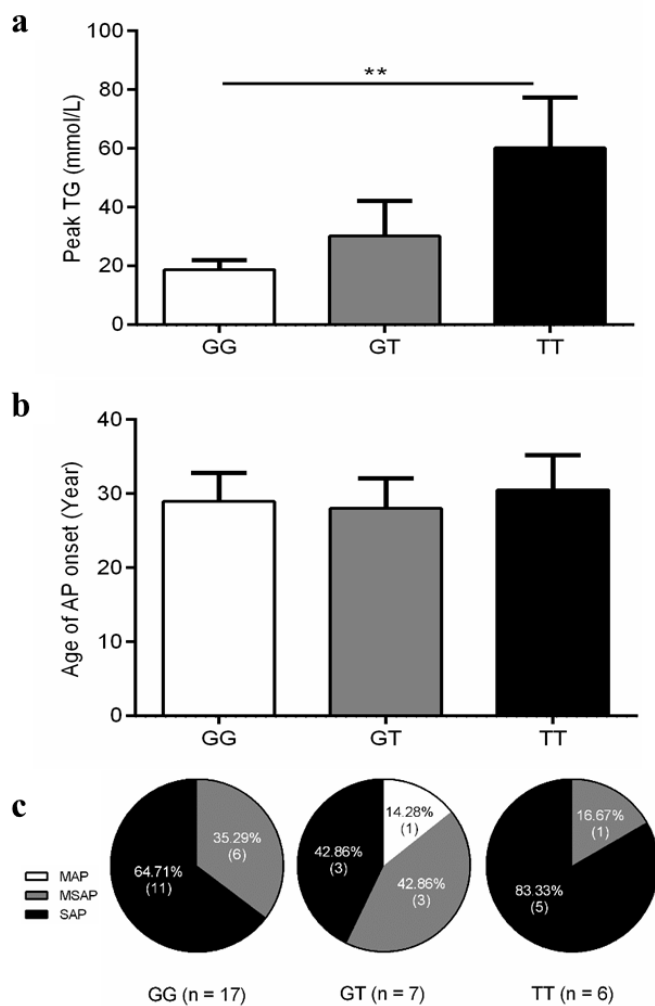 a
**
Peak TG (mmol/L)
100
80
60
40
20
0
GG GT TT
b
Age of AP onset (Year)
40
30
20
10
0
GG GT TT
c
MAP
MSAP
SAP
35.29%
(6)
64.71%
(11)
14.28%
(1)
42.86%
(3)
42.86%
(3)
16.67%
(1)
83.33%
(5)
GG (n = 17) GT (n = 7) TT (n = 6)